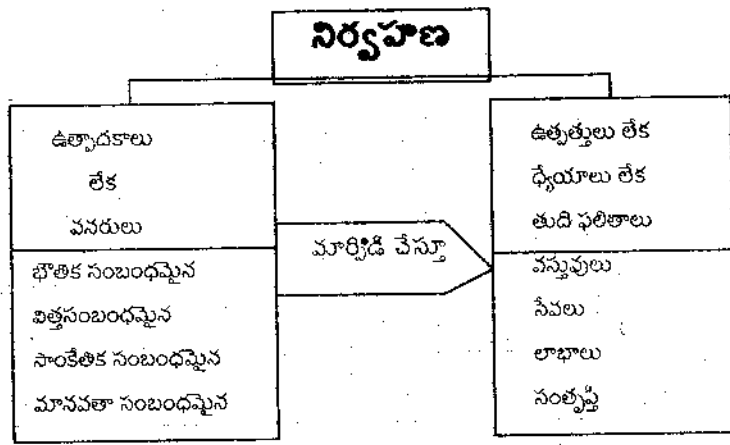 నిర్వహణ
ఉత్పాదకాలు
లేక
వనరులు
భౌతిక సంబంధమైన
విత్తసంబంధమైన
సాంకేతిక సంబంధమైన
మానవతా సంబంధమైన
మార్పిడి చేస్తూ
ఉత్పత్తులు లేక
ధ్యేయాలు లేక
తుది ఫలితాలు
వస్తువులు
సేవలు
లాభాలు
సంతృప్తి